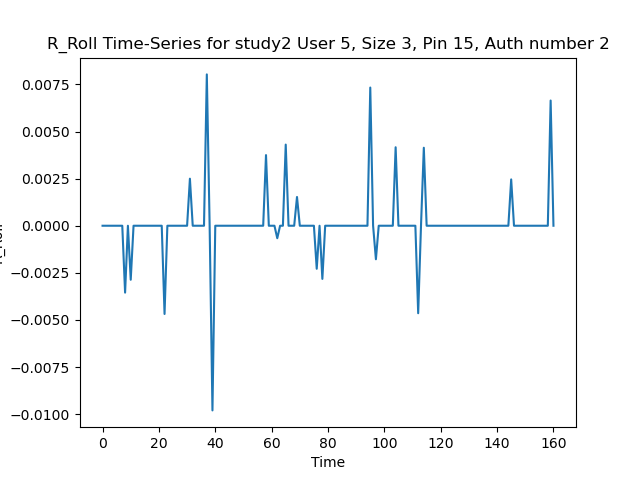 R_Roll Time-Series for study2 User 5, Size 3, Pin 15, Auth number 2
0.0075
0.0050
0.0025
0.0000
−0.0025
−0.0050
−0.0075
−0.0100
R_Roll
0 20 40 60 80 100 120 140 160
Time